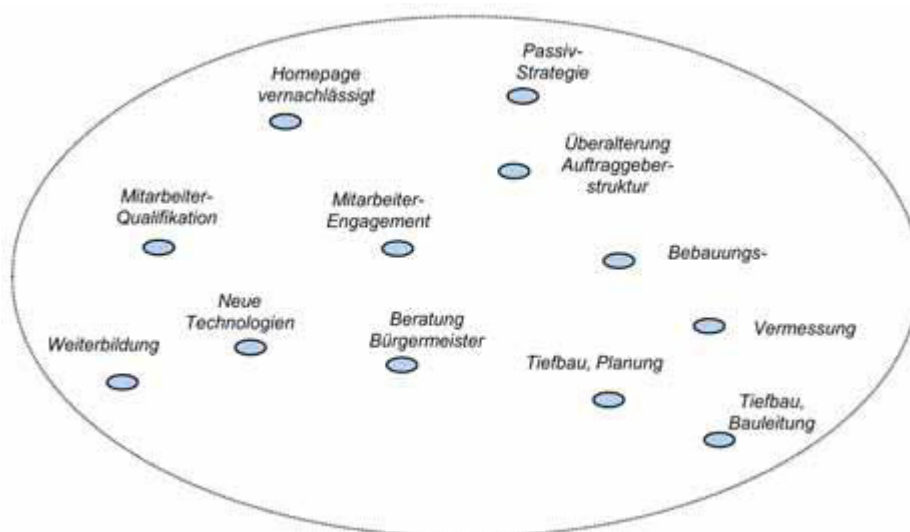 Passiv-
Strategie
Homepage
vernachlässigt
Überalterung
Auftraggeber-
struktur
Mitarbeiter-
Qualifikation
Mitarbeiter-
Engagement
Bebauungs-
Neue
Technologien
Beratung
Bürgermeister
Vermessung
Weiterbildung
Tiefbau, Planung
Tiefbau,
Bauleitung